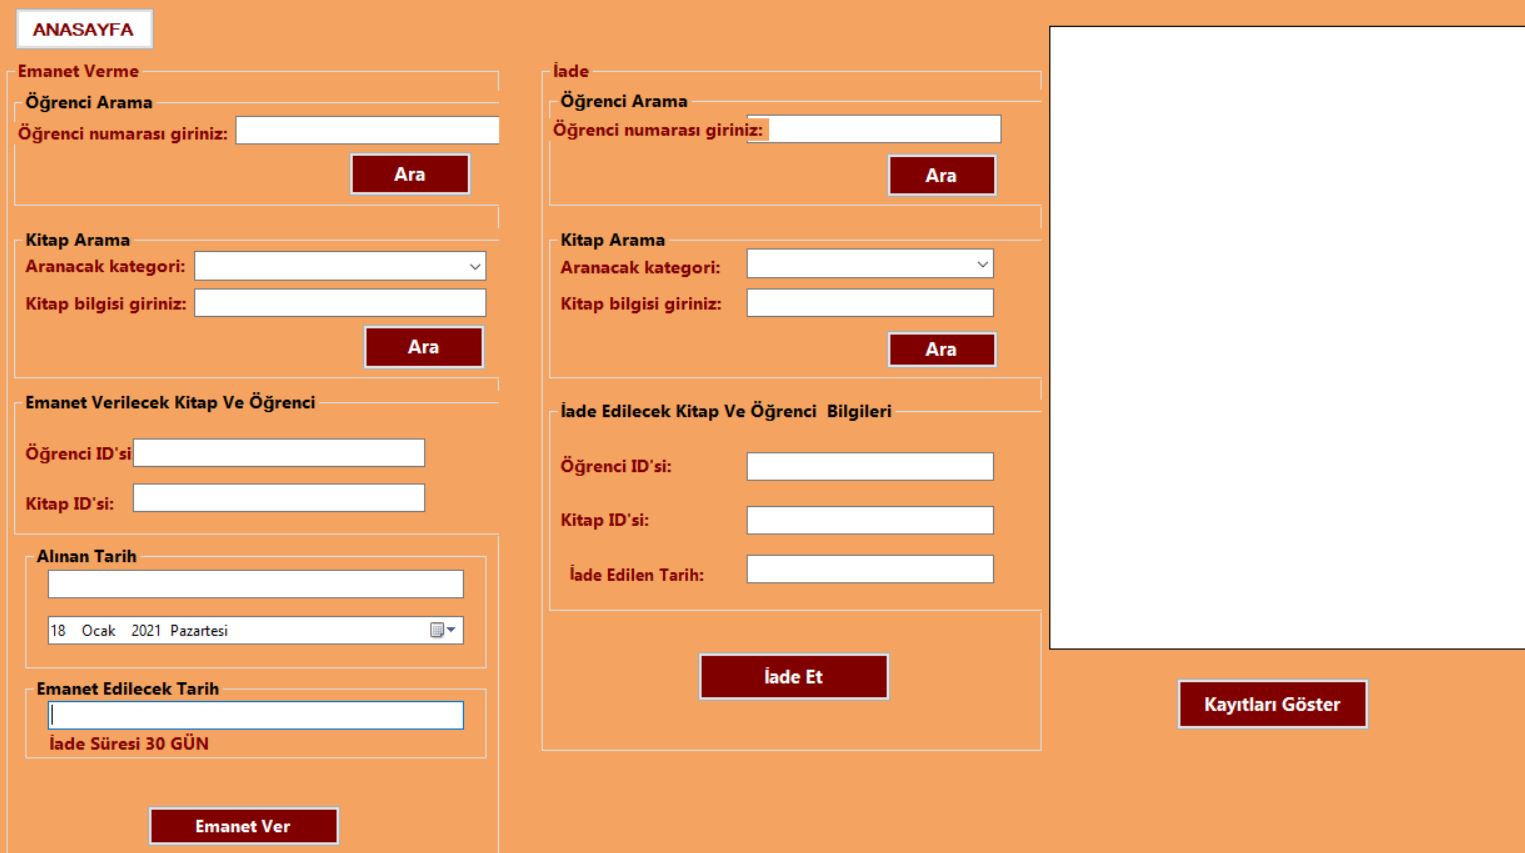 ANASAYFA
Emanet Verme
Öğrenci Arama
Öğrenci numarası giriniz:
Ara
Kitap Arama
Aranacak kategori:
Kitap bilgisi giriniz:
Ara
Emanet Verilecek Kitap Ve Öğrenci
Öğrenci ID'si
Kitap ID'si:
Alınan Tarih
18 Ocak 2021 Pazartesi
Emanet Edilecek Tarih
İade Süresi 30 GÜN
Emanet Ver
İade
Öğrenci Arama
Öğrenci numarası giriniz:
Ara
Kitap Arama
Aranacak kategori:
Kitap bilgisi giriniz:
Ara
İade Edilecek Kitap Ve Öğrenci Bilgileri
Öğrenci ID'si:
Kitap ID'si:
İade Edilen Tarih:
İade Et
Kayıtları Göster